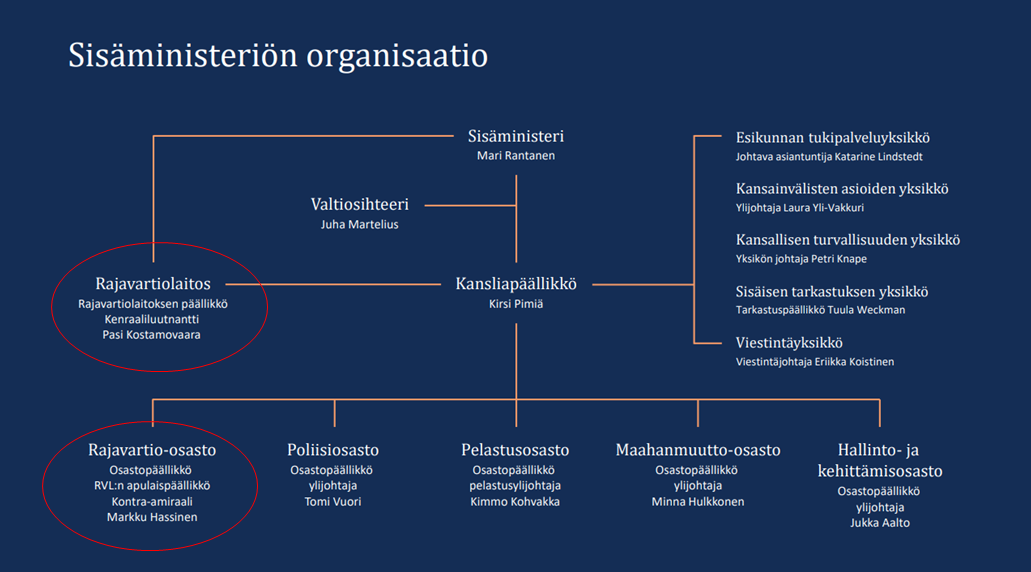 Sisäministeriön organisaatio
Sisäministeri
Mari Rantanen
Valtiosihteeri
Juha Martelius
Rajavartiolaitos
Rajavartiolaitoksen päällikkö
Kenraaliluutnantti
Pasi Kostamovaara
Kansliapäällikkö
Kirsi Pimiä
Esikunnan tukipalveluyksikkö
Johtava asiantuntija Katarine Lindstedt
Kansainvälisten asioiden yksikkö
Ylijohtaja Laura Yli-Vakkuri
Kansallisen turvallisuuden yksikkö
Yksikön johtaja Petri Knape
Sisäisen tarkastuksen yksikkö
Tarkastuspäällikkö Tuula Weckman
Viestintäyksikkö
Viestintäjohtaja Eriikka Koistinen
Rajavartio-osasto
Osastopäällikkö
RVL:n apulaispäällikkö
Kontra-amiraali
Markku Hassinen
Poliisiosasto
Osastopäällikkö
ylijohtaja
Tomi Vuori
Pelastusosasto
Osastopäällikkö
pelastusylijohtaja
Kimmo Kohvakka
Maahanmuutto-osasto
Osastopäällikkö
ylijohtaja
Minna Hulkkonen
Hallinto- ja
kehittämisosasto
Osastopäällikkö
ylijohtaja
Jukka Aalto